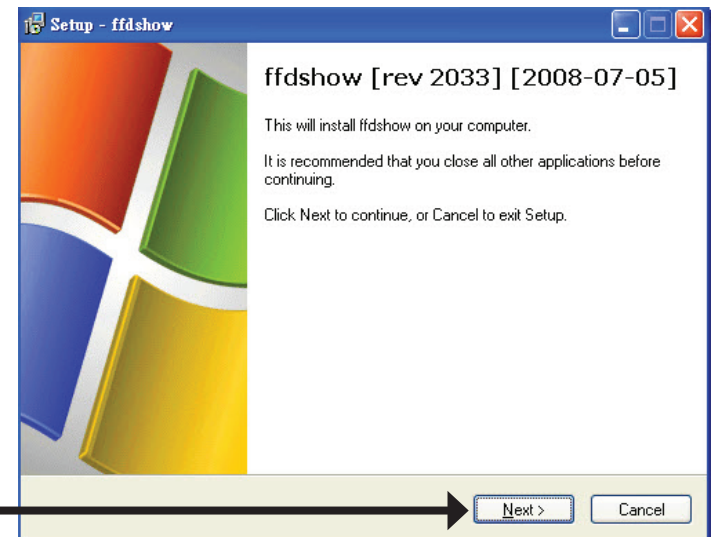 Setup - ffdshow
ffdshow [rev 2033] [2008-07-05]
This will install ffdshow on your computer.
It is recommended that you close all other applications before
continuing.
Click Next to continue, or Cancel to exit Setup.
Next >
Cancel